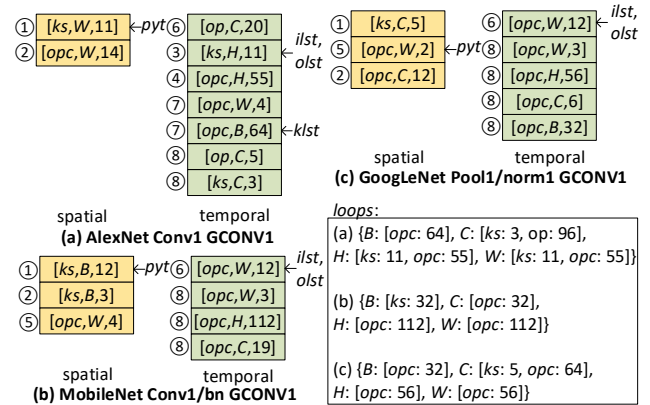 ① [ks,W,11] ←pyt
② [opc,W,14]
spatial
③ [op,C,20]
③ [ks,H,11] ←ilst, olst
④ [opc,H,55]
⑦ [opc,W,4]
⑦ [opc,B,64] ←klst
⑧ [op,C,5]
⑧ [ks,C,3]
temporal
(a) AlexNet Conv1 GCONV1
① [ks,C,5]
⑤ [opc,W,2] ←pyt
② [opc,C,12]
spatial
⑥ [opc,W,12] ←ilst, olst
⑧ [opc,W,3]
⑧ [opc,H,56]
⑧ [opc,C,6]
⑧ [opc,B,32]
temporal
(c) GoogLeNet Pool1/norm1 GCONV1
① [ks,B,12] ←pyt
② [ks,B,3]
⑤ [opc,W,4]
spatial
⑥ [opc,W,12] ←ilst, olst
⑧ [opc,W,3]
⑧ [opc,H,112]
⑧ [opc,C,19]
temporal
(b) MobileNet Conv1/bn GCONV1
loops:
(a) {B: [opc: 64], C: [ks: 3, op: 96],
H: [ks: 11, opc: 55], W: [ks: 11, opc: 55]}
(b) {B: [ks: 32], C: [opc: 32],
H: [opc: 112], W: [opc: 112]}
(c) {B: [opc: 32], C: [ks: 5, opc: 64],
H: [opc: 56], W: [opc: 56]}